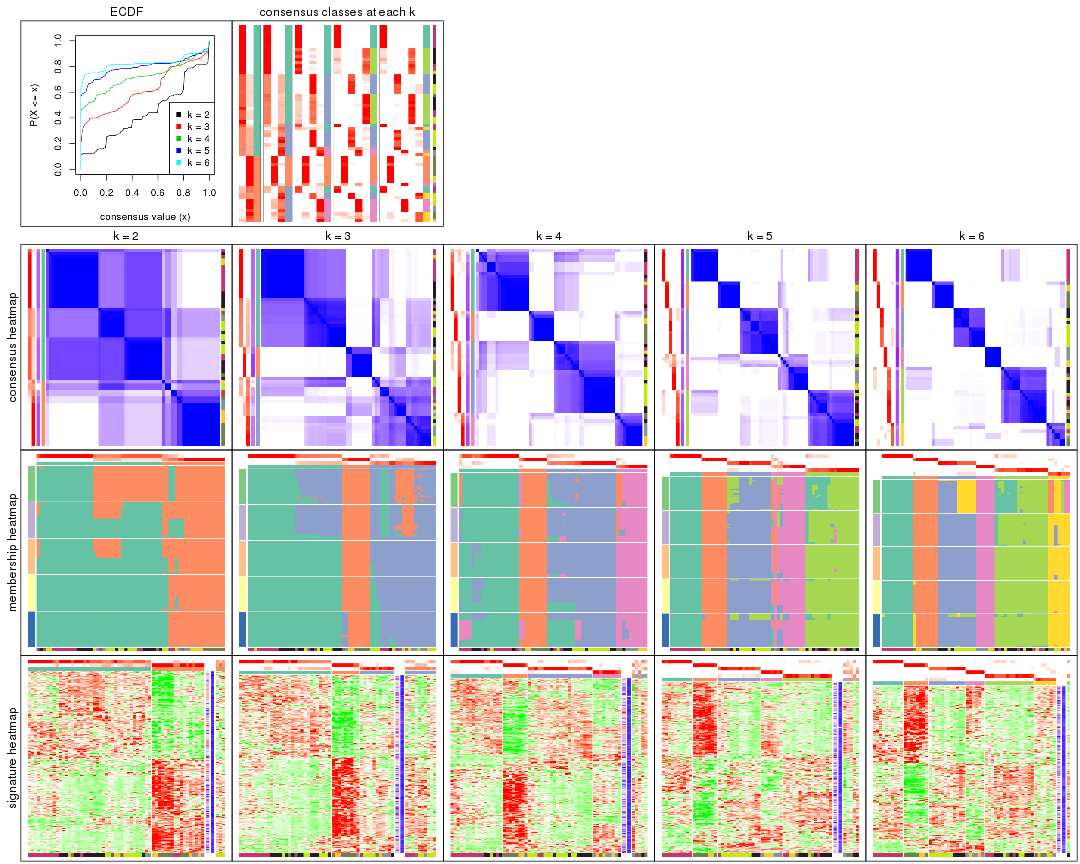 ECDF
consensus classes at each k
P(X <= x)
0.0 0.2 0.4 0.6 0.8 1.0
k = 2
k = 3
k = 4
k = 5
k = 6
0.0 0.2 0.4 0.6 0.8 1.0
consensus value (x)
k = 2 k = 3 k = 4 k = 5 k = 6
consensus heatmap
membership heatmap
signature heatmap